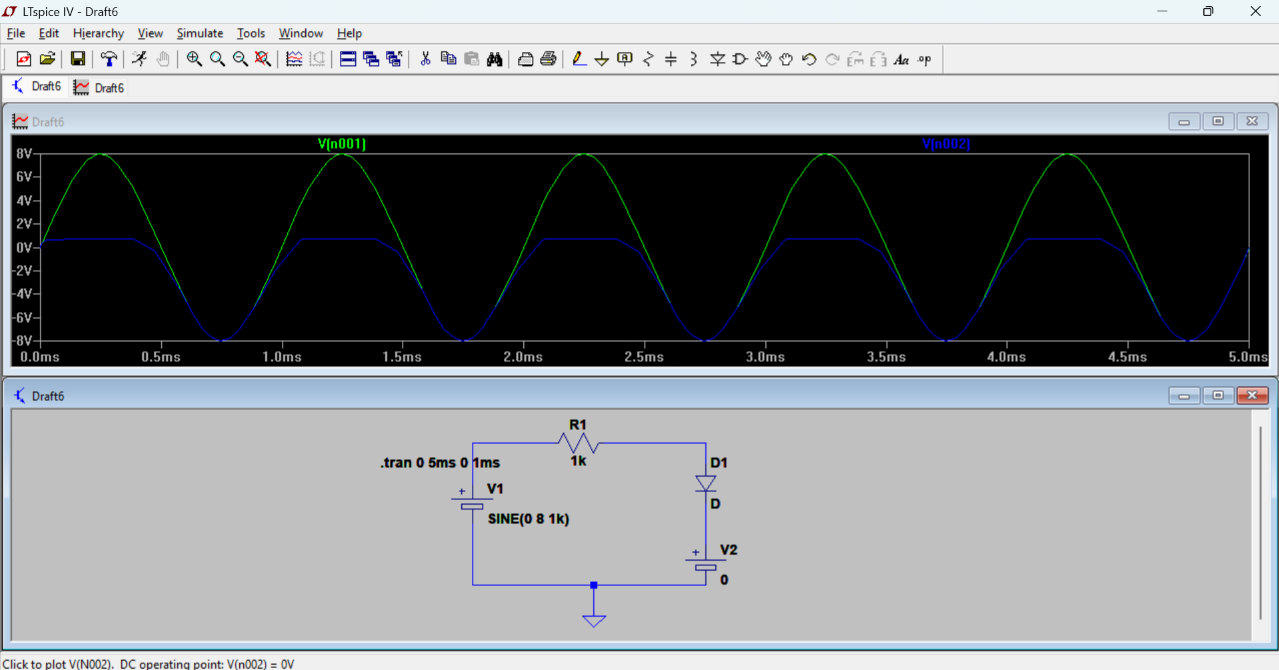 LTspice IV - Draft6
File Edit Hierarchy View Simulate Tools Window Help
Aa .op
Draft6 Draft6
Draft6
V(n001) V(n002)
8V
6V
4V
2V
0V
-2V
-4V
-6V
-8V
0.0ms 0.5ms 1.0ms 1.5ms 2.0ms 2.5ms 3.0ms 3.5ms 4.0ms 4.5ms 5.0ms
Draft6
R1
1k
.tran 0 5ms 0 1ms
V1
SINE(0 8 1k)
D1
D
V2
0
Click to plot V(N002). DC operating point: V(n002) = 0V